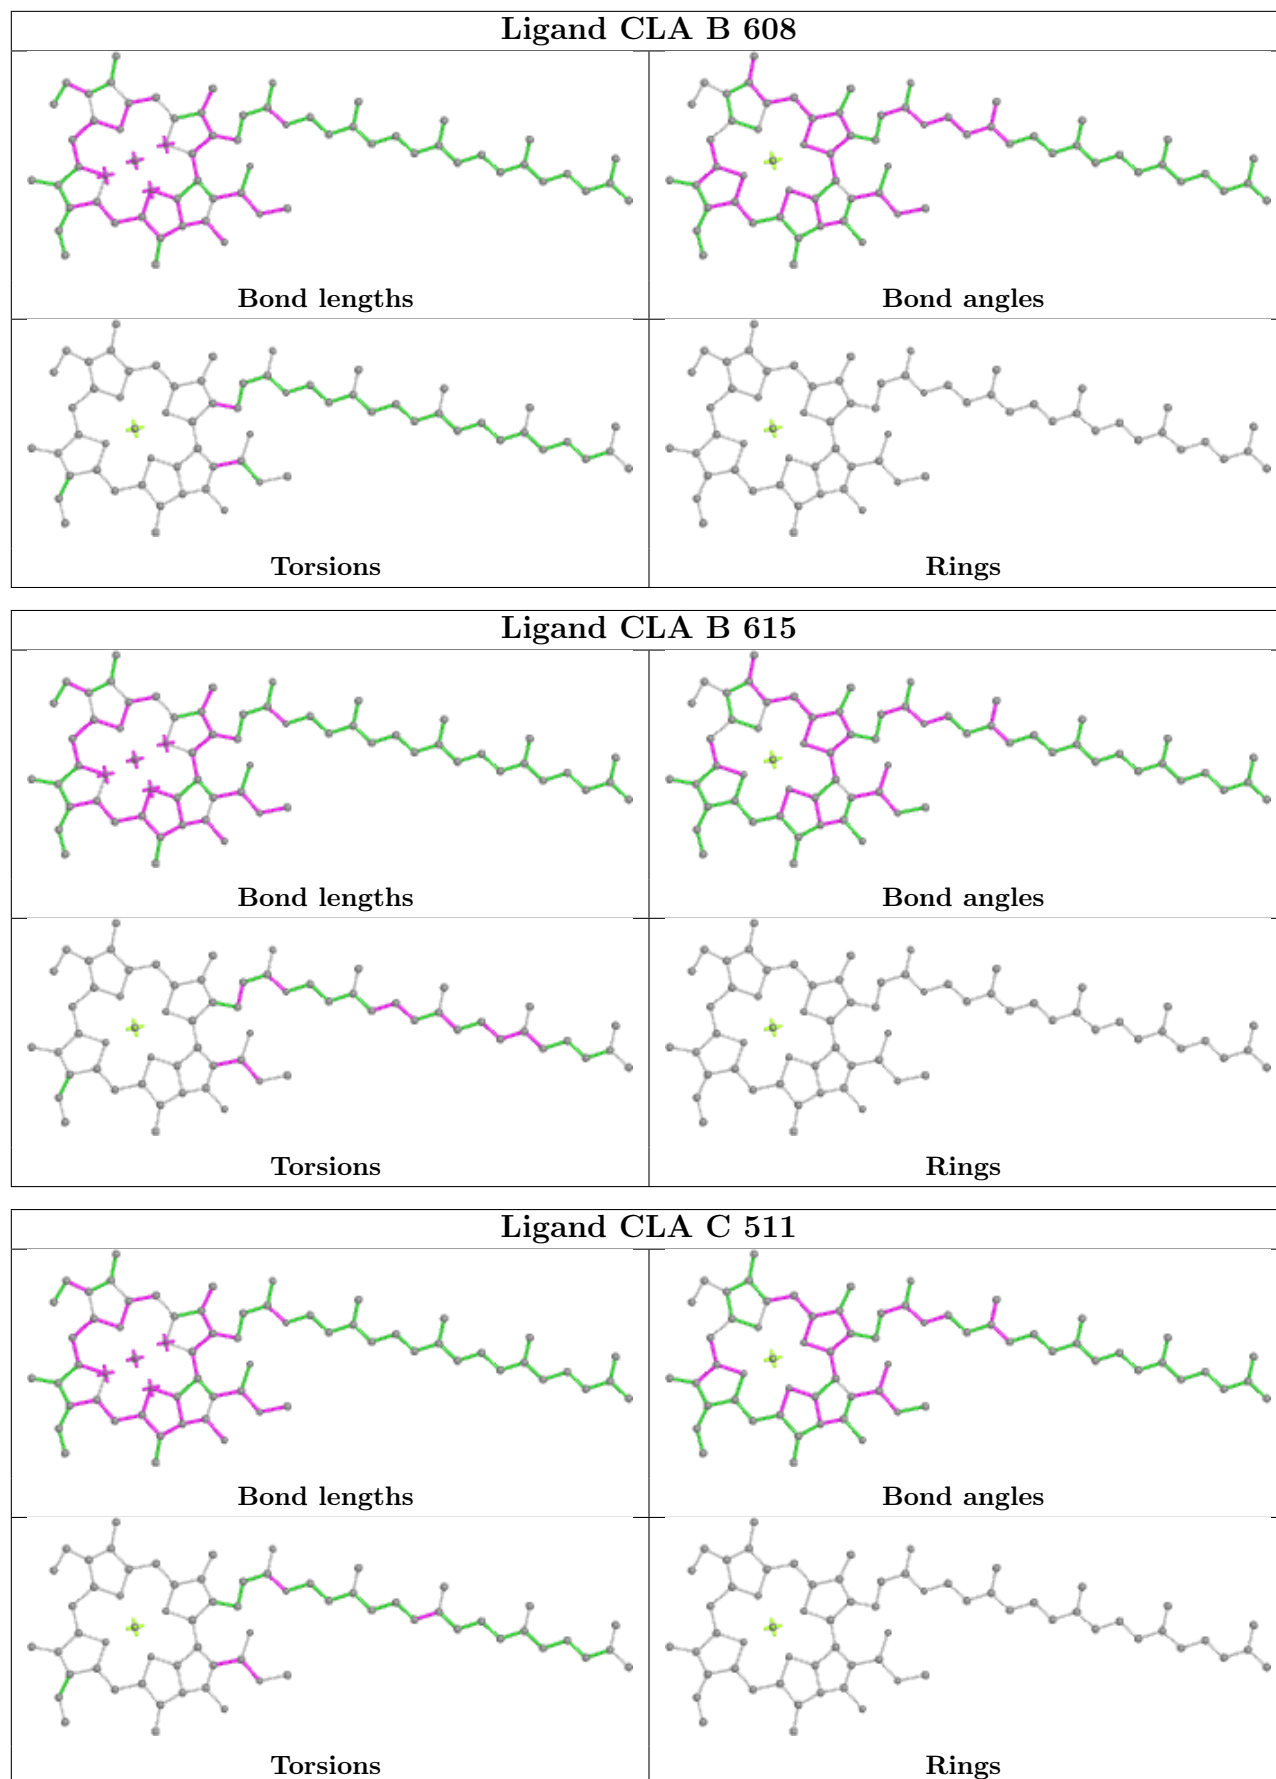 Ligand CLA B 608
Bond lengths
Bond angles
Torsions
Rings
Ligand CLA B 615
Bond lengths
Bond angles
Torsions
Rings
Ligand CLA C 511
Bond lengths
Bond angles
Torsions
Rings